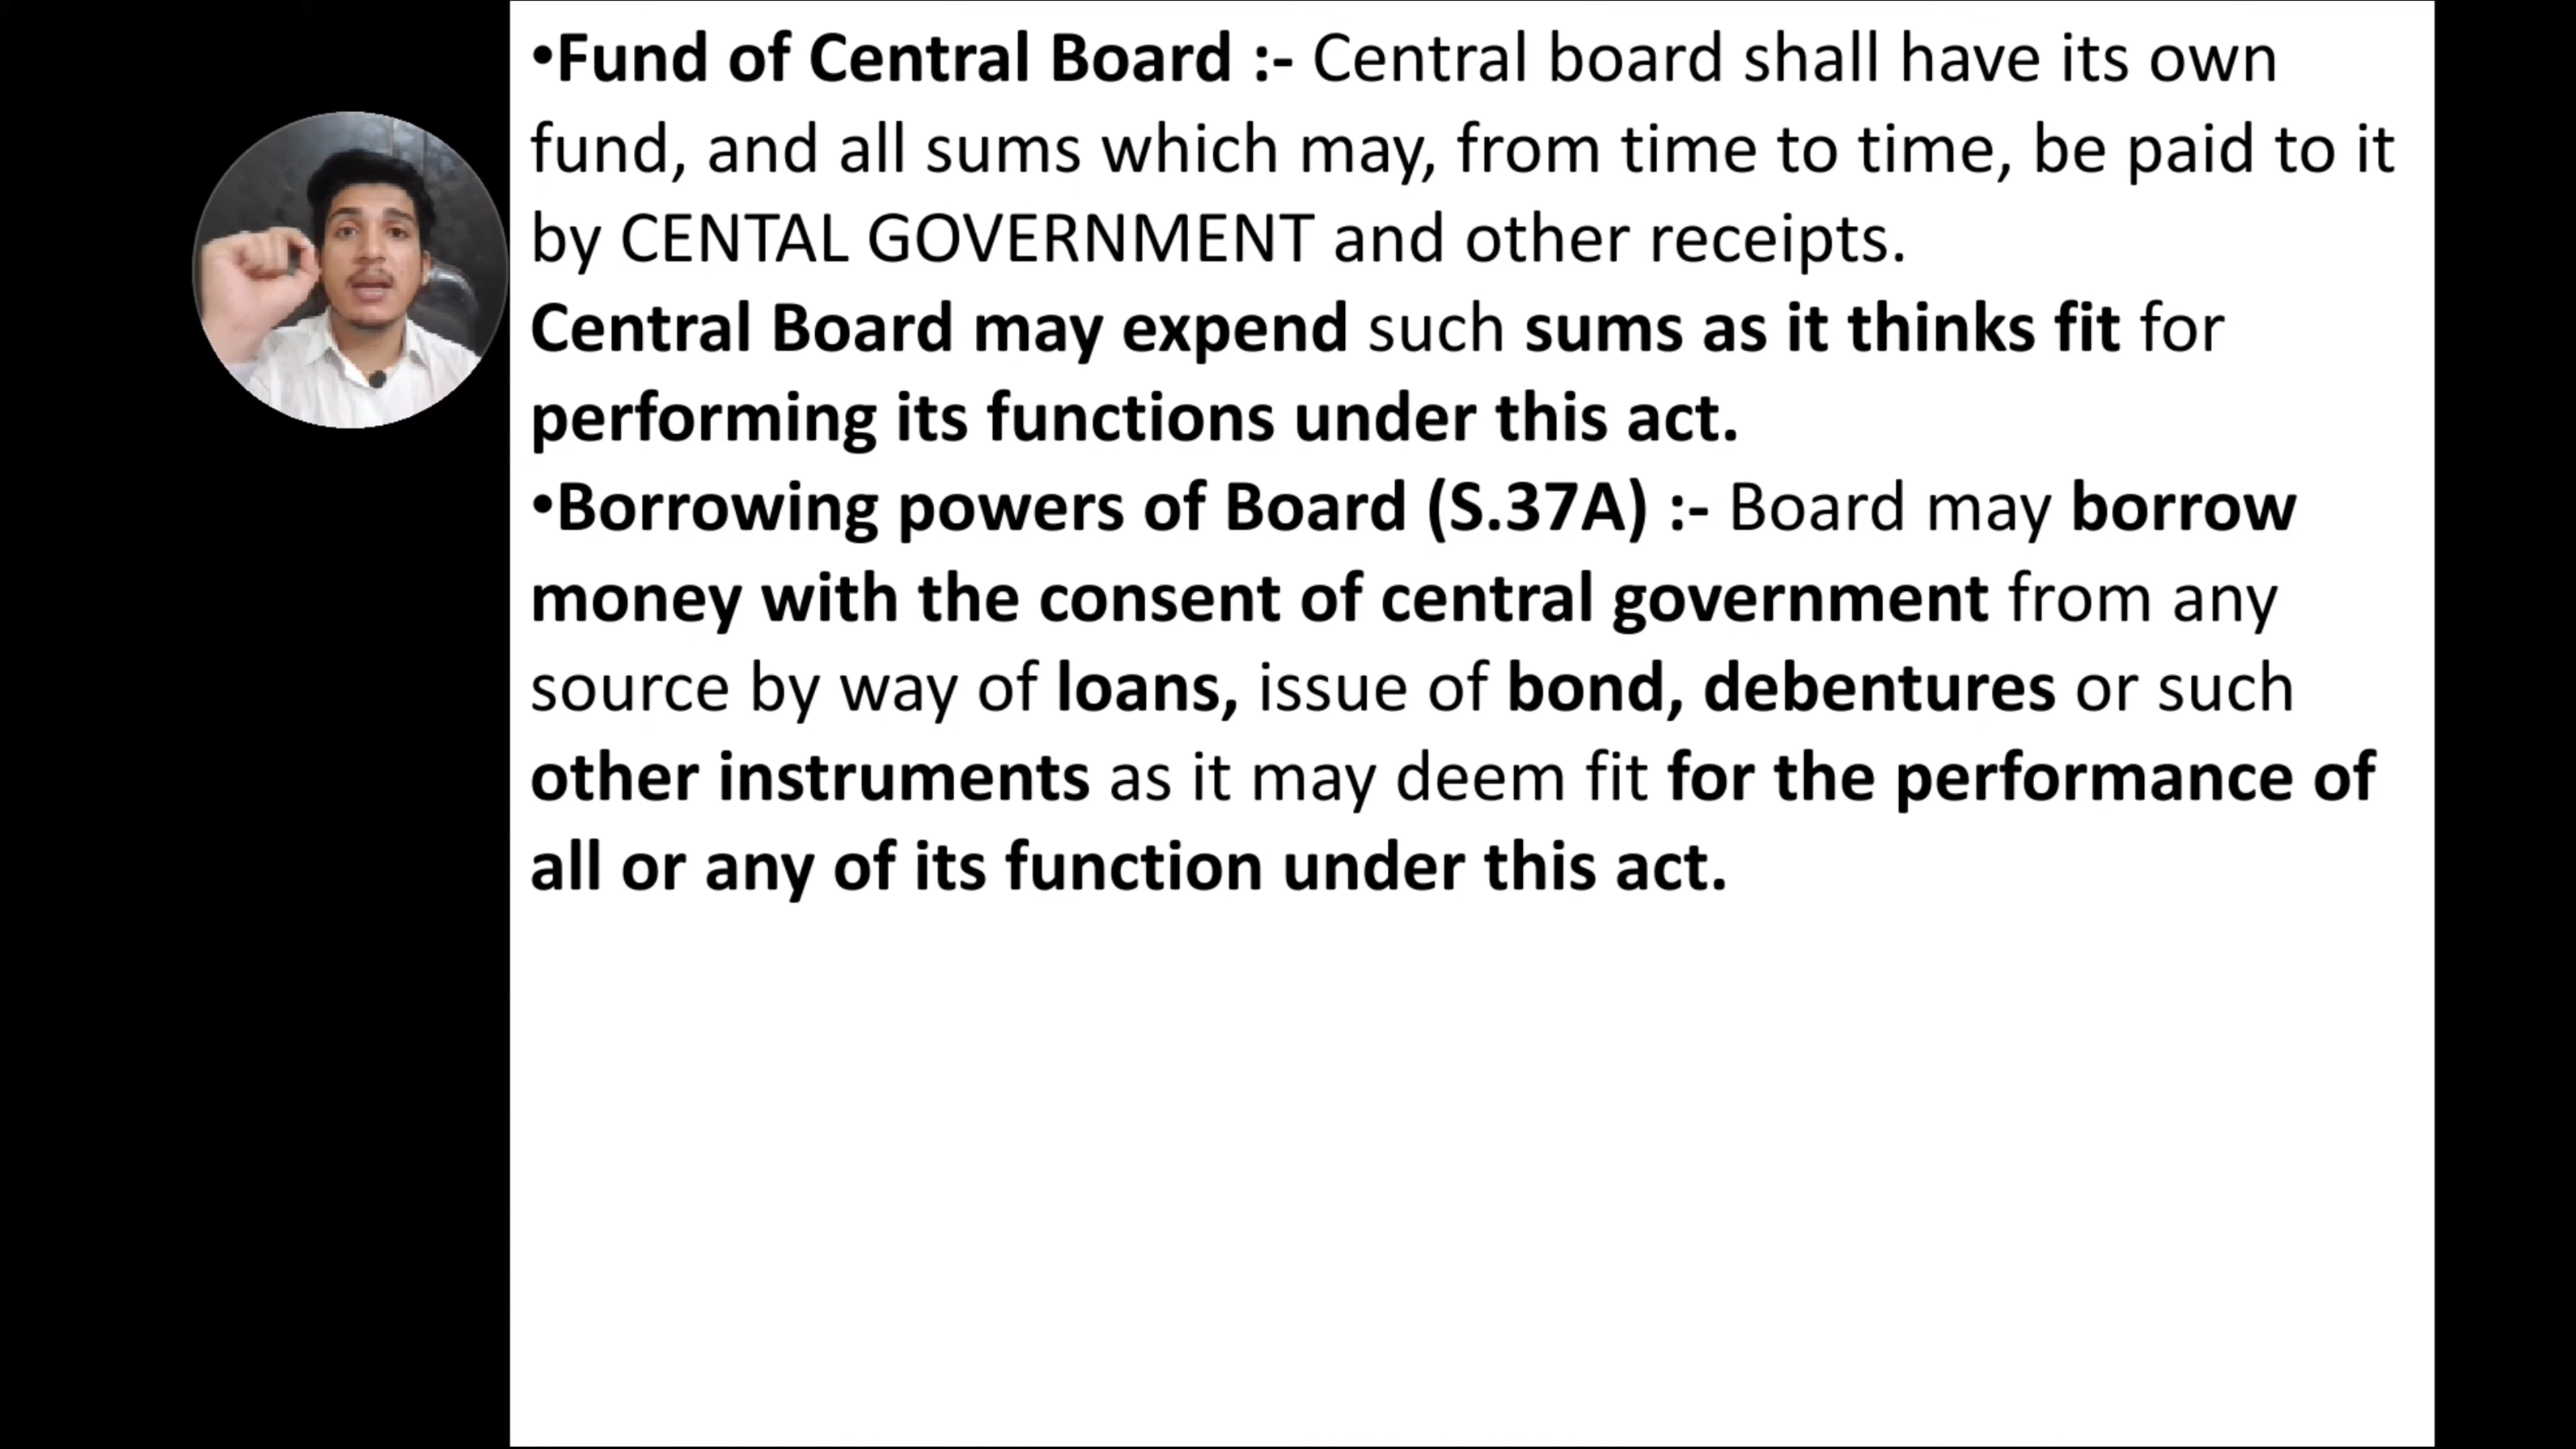 •Fund of Central Board :- Central board shall have its own
fund, and all sums which may, from time to time, be paid to it
by CENTAL GOVERNMENT and other receipts.
Central Board may expend such sums as it thinks fit for
performing its functions under this act.
•Borrowing powers of Board (S.37A) :- Board may borrow
money with the consent of central government from any
source by way of loans, issue of bond, debentures or such
other instruments as it may deem fit for the performance of
all or any of its function under this act.